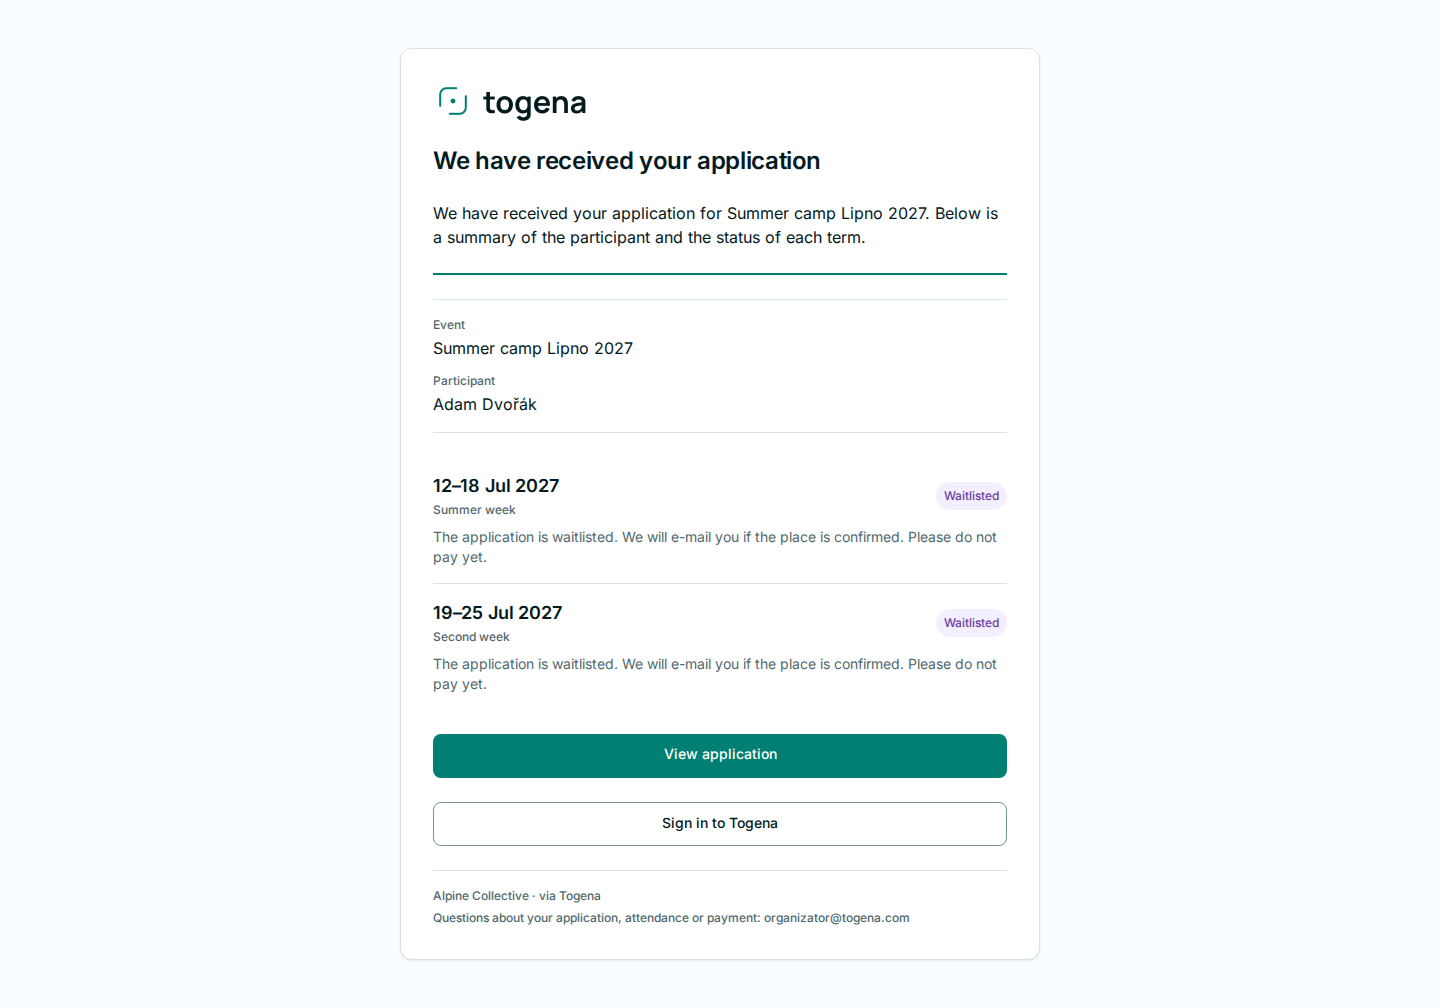 togena
We have received your application
We have received your application for Summer camp Lipno 2027. Below is
a summary of the participant and the status of each term.
Event
Summer camp Lipno 2027
Participant
Adam Dvořák
12–18 Jul 2027
Waitlisted
Summer week
The application is waitlisted. We will e-mail you if the place is confirmed. Please do not
pay yet.
19–25 Jul 2027
Waitlisted
Second week
The application is waitlisted. We will e-mail you if the place is confirmed. Please do not
pay yet.
View application
Sign in to Togena
Alpine Collective · via Togena
Questions about your application, attendance or payment: organizator@togena.com